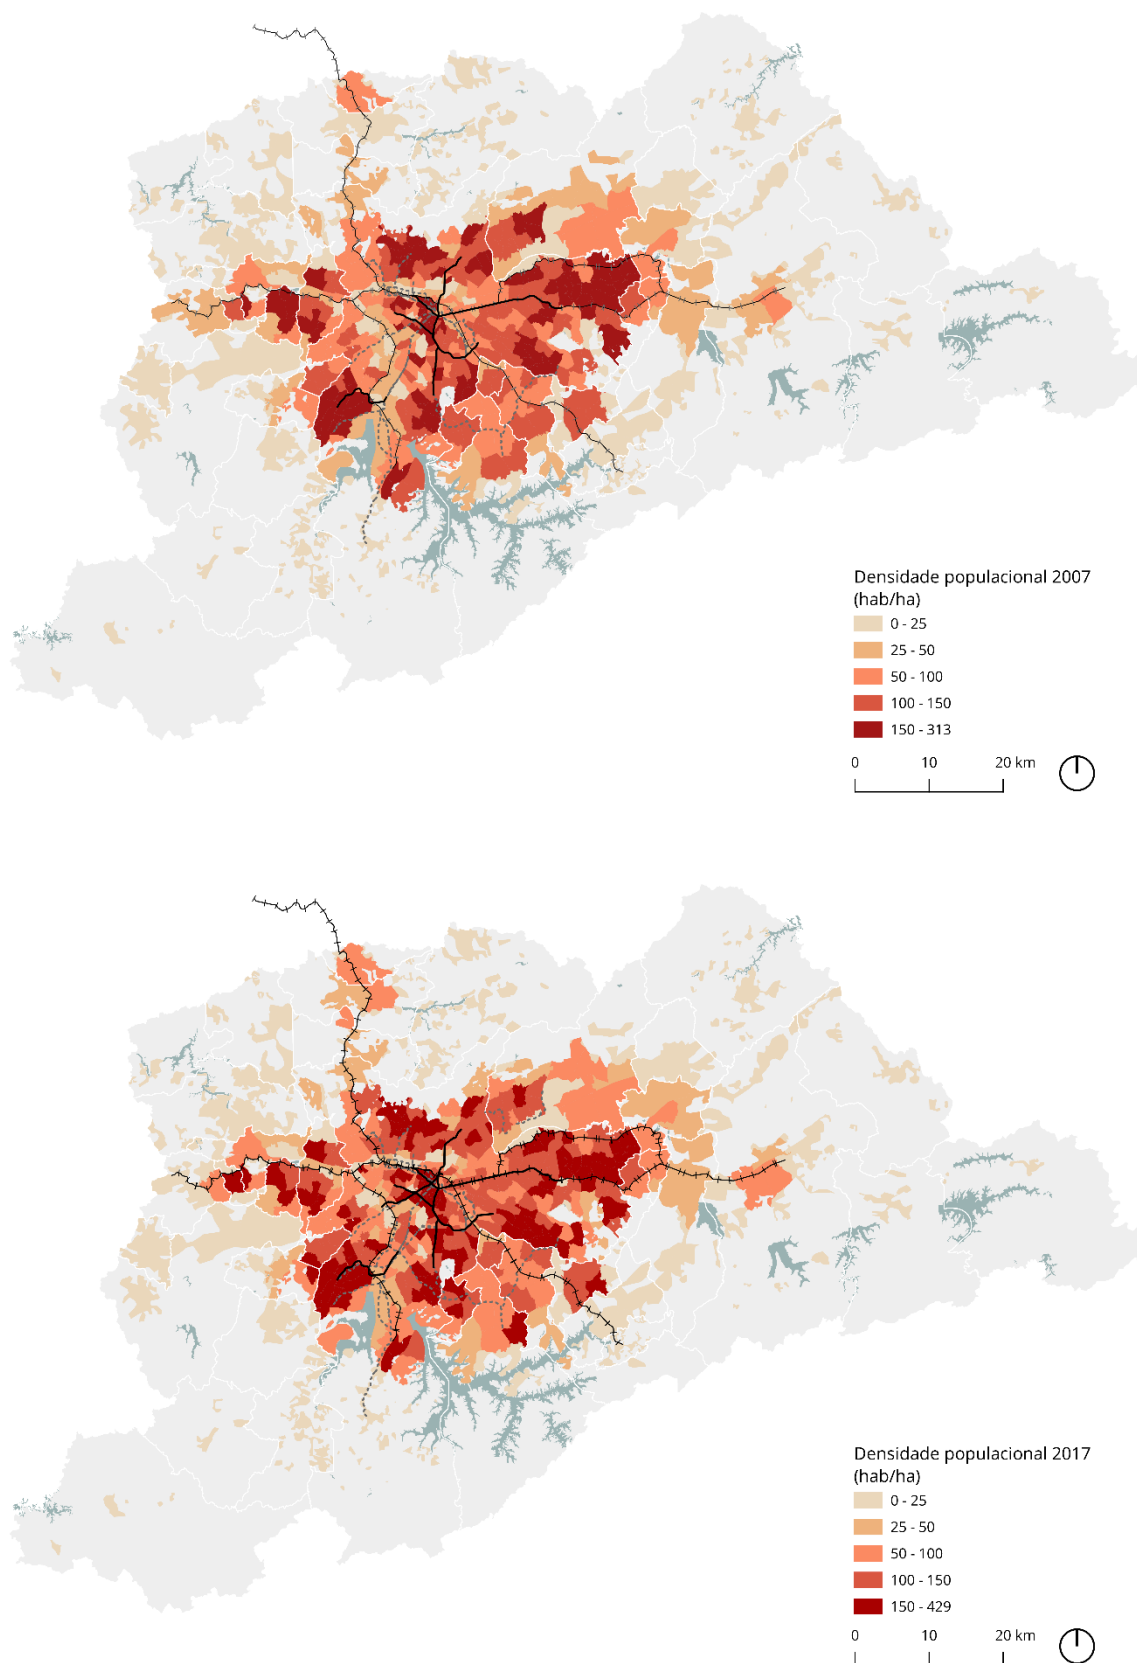 Densidade populacional 2007
(hab/ha)
0 - 25
25 - 50
50 - 100
100 - 150
150 - 313
0 10 20 km
Densidade populacional 2017
(hab/ha)
0 - 25
25 - 50
50 - 100
100 - 150
150 - 429
0 10 20 km